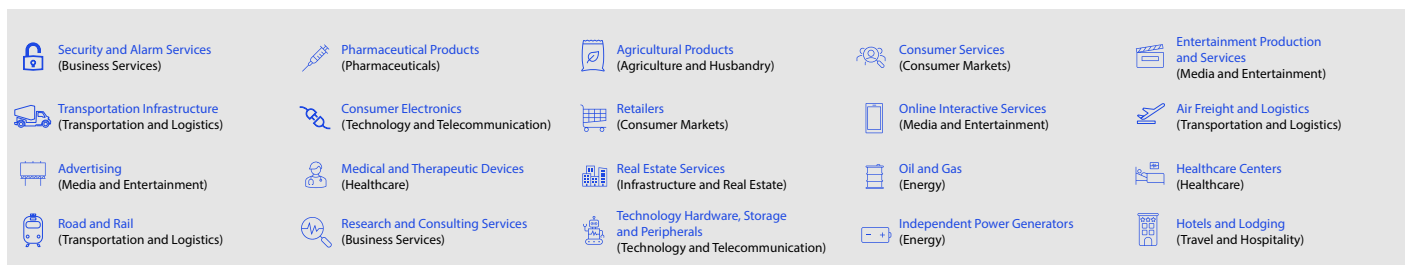 Security and Alarm Services
(Business Services)
Pharmaceutical Products
(Pharmaceuticals)
Agricultural Products
(Agriculture and Husbandry)
Consumer Services
(Consumer Markets)
Entertainment Production
and Services
(Media and Entertainment)
Transportation Infrastructure
(Transportation and Logistics)
Consumer Electronics
(Technology and Telecommunication)
Retailers
(Consumer Markets)
Online Interactive Services
(Media and Entertainment)
Air Freight and Logistics
(Transportation and Logistics)
Advertising
(Media and Entertainment)
Medical and Therapeutic Devices
(Healthcare)
Real Estate Services
(Infrastructure and Real Estate)
Oil and Gas
(Energy)
Healthcare Centers
(Healthcare)
Road and Rail
(Transportation and Logistics)
Research and Consulting Services
(Business Services)
Technology Hardware, Storage
and Peripherals
(Technology and Telecommunication)
Independent Power Generators
(Energy)
Hotels and Lodging
(Travel and Hospitality)